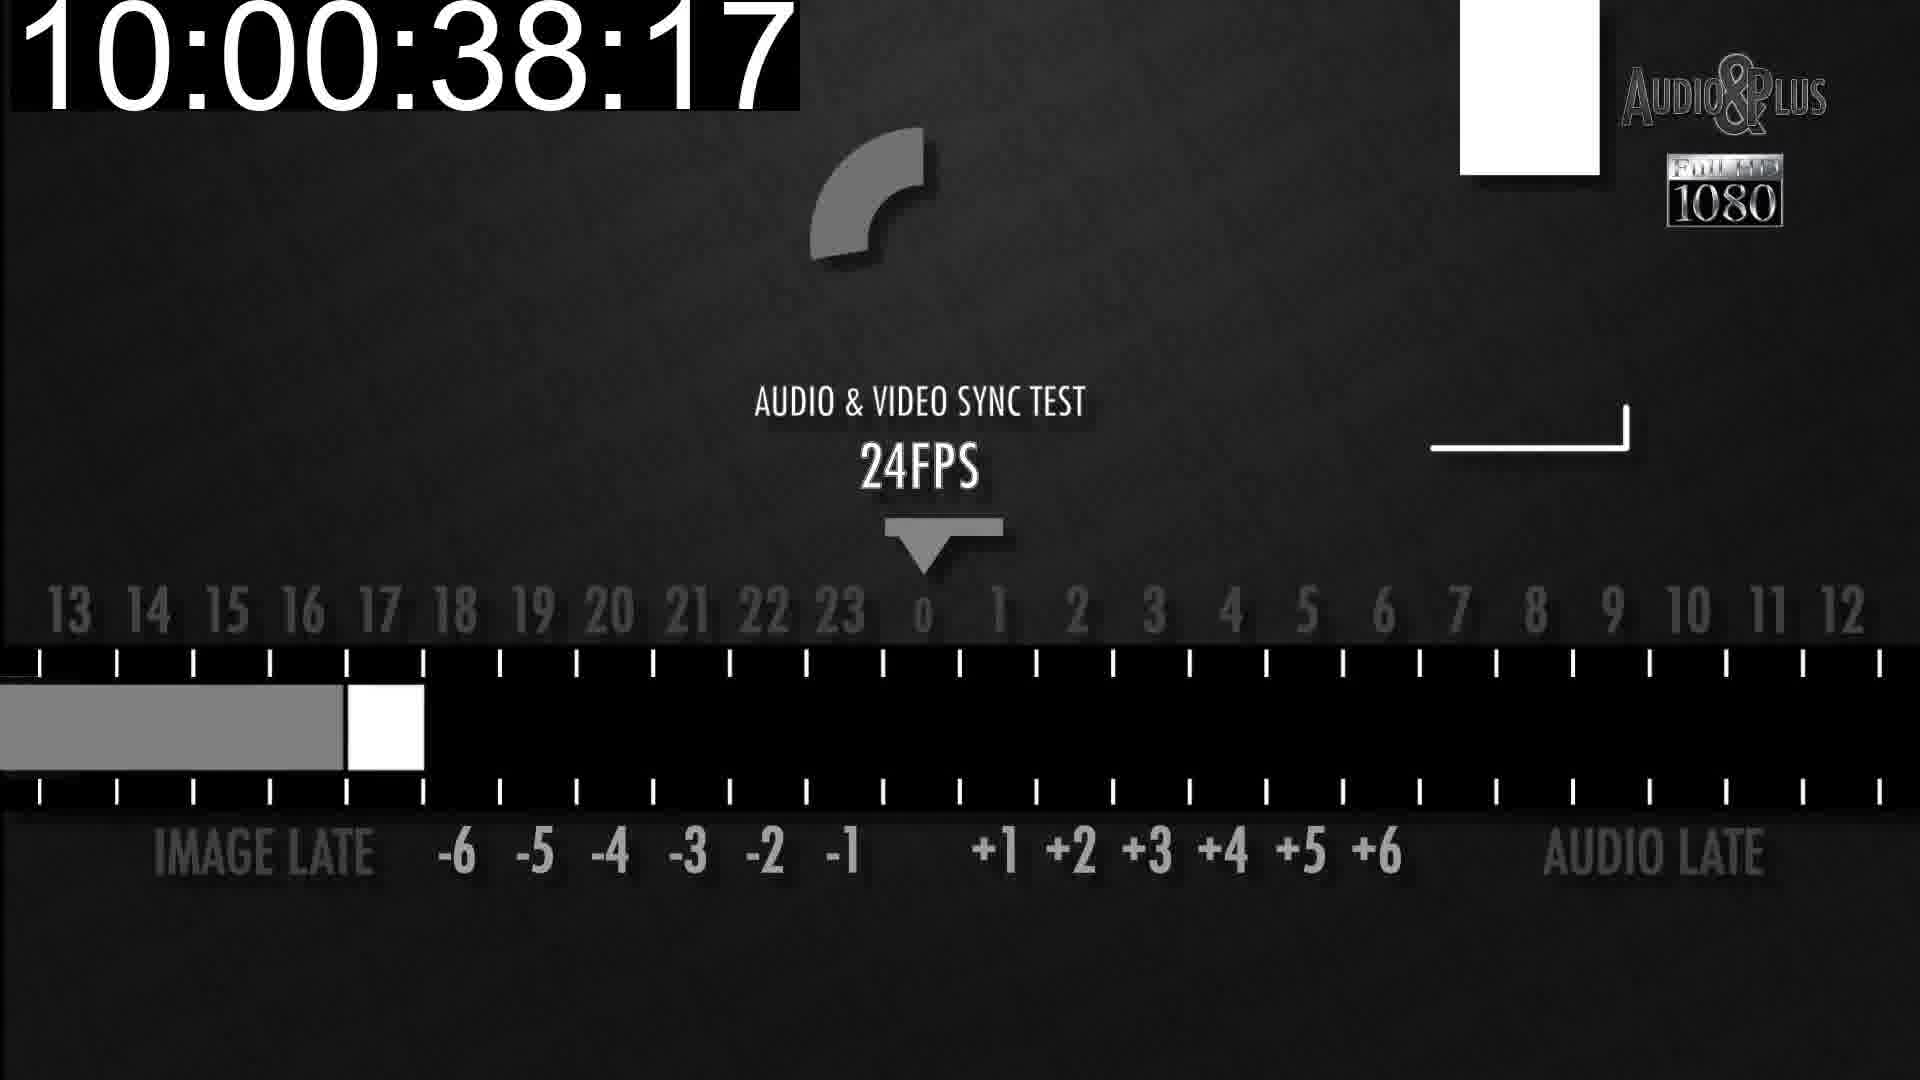 10:00:38:17
AUDIO & PLUS
FULL HD
1080
AUDIO & VIDEO SYNC TEST
24FPS
13 14 15 16 17 18 19 20 21 22 23 0 1 2 3 4 5 6 7 8 9 10 11 12
IMAGE LATE -6 -5 -4 -3 -2 -1 +1 +2 +3 +4 +5 +6 AUDIO LATE